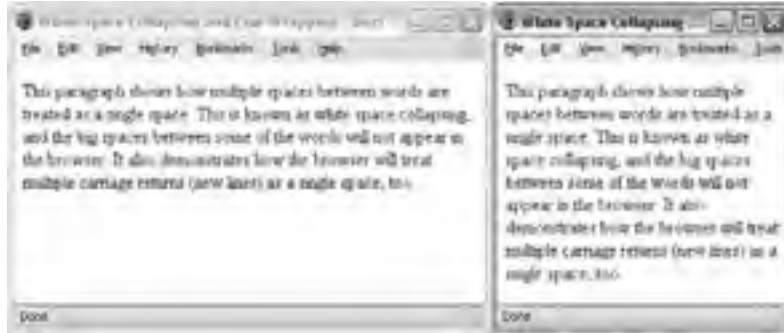 White Space Collapsing and Line Wrapping
File Edit View History Bookmarks Tools Help
This paragraph shows how multiple spaces between words are
treated as a single space. This is known as white space collapsing,
and the big spaces between some of the words will not appear in
the browser. It also demonstrates how the browser will treat
multiple carriage returns (new lines) as a single space, too.
Done
White Space Collapsing
File Edit View History Bookmarks
This paragraph shows how multiple
spaces between words are treated as a
single space. This is known as white
space collapsing, and the big spaces
between some of the words will not
appear in the browser. It also
demonstrates how the browser will treat
multiple carriage returns (new lines) as a
single space, too.
Done